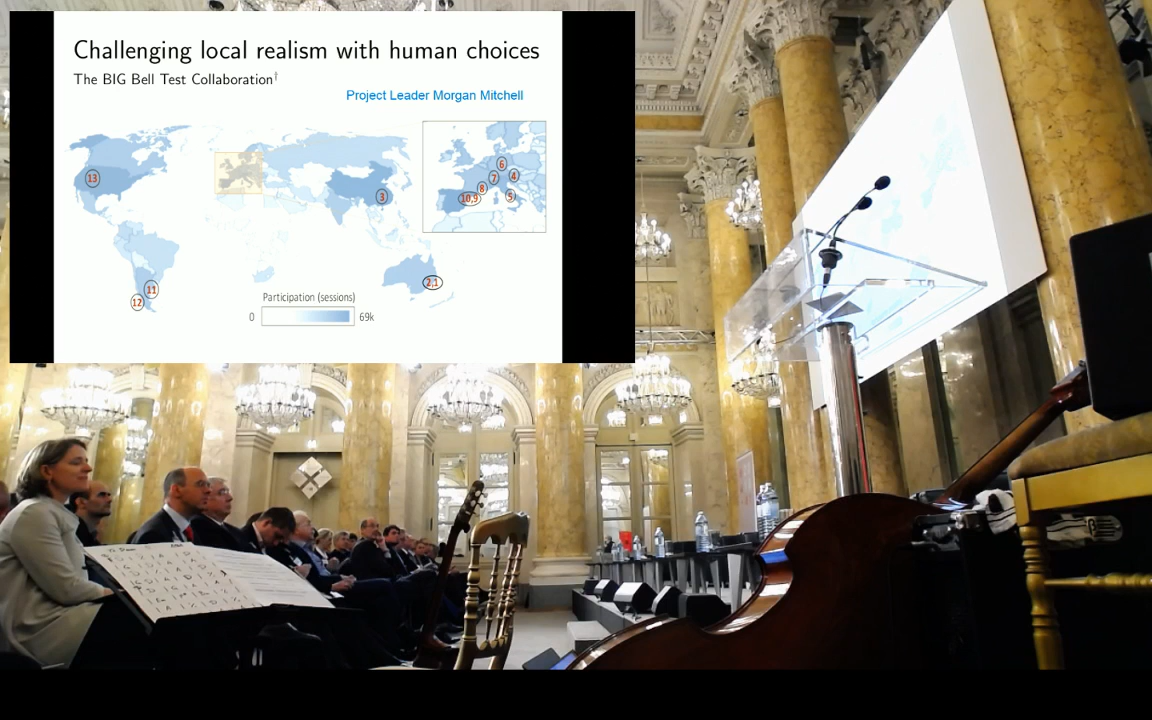 Challenging local realism with human choices
The BIG Bell Test Collaboration†
Project Leader Morgan Mitchell
13
3
6
7
4
8
10,9
5
2,1
11
12
Participation (sessions)
0
69k